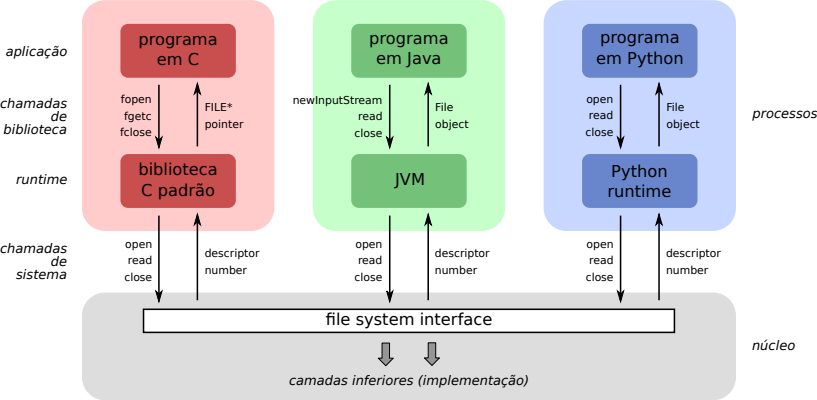 aplicação
programa
em C
programa
em Java
programa
em Python
chamadas
de
biblioteca
fopen
fgetc
fclose
FILE*
pointer
newInputStream
read
close
File
object
open
read
close
File
object
processos
runtime
biblioteca
C padrão
JVM
Python
runtime
chamadas
de
sistema
open
read
close
descriptor
number
open
read
close
descriptor
number
open
read
close
descriptor
number
file system interface
núcleo
camadas inferiores (implementação)